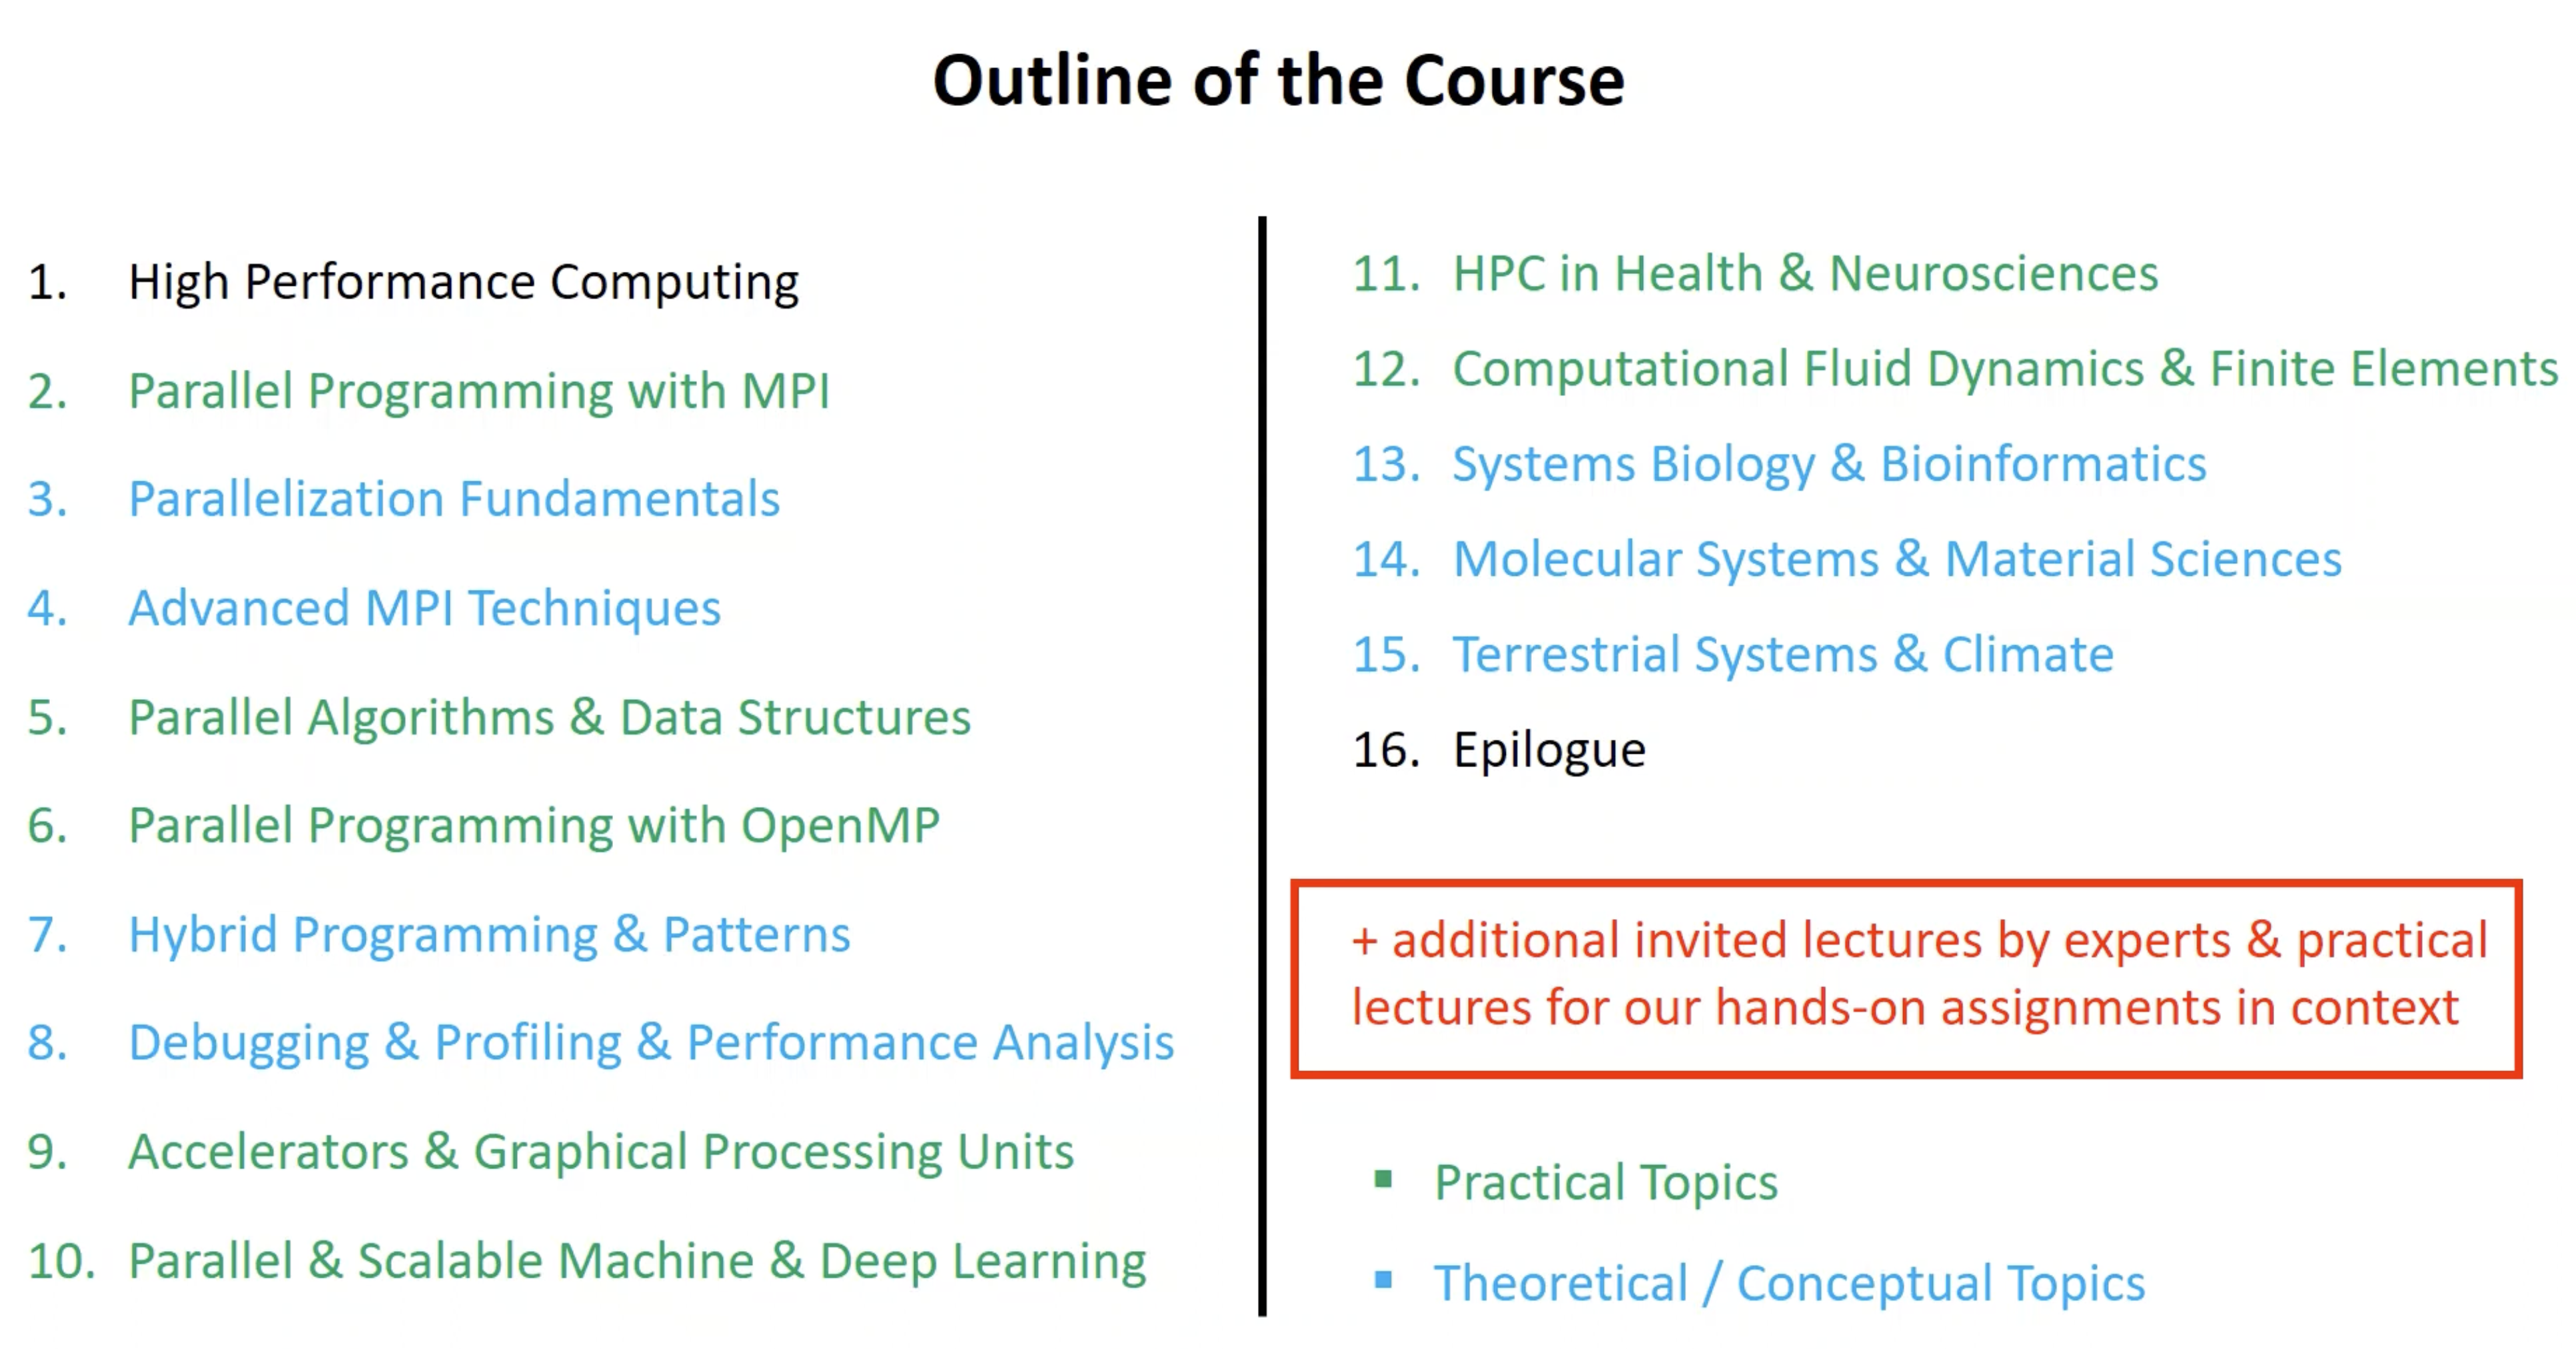 Outline of the Course
1. High Performance Computing
2. Parallel Programming with MPI
3. Parallelization Fundamentals
4. Advanced MPI Techniques
5. Parallel Algorithms & Data Structures
6. Parallel Programming with OpenMP
7. Hybrid Programming & Patterns
8. Debugging & Profiling & Performance Analysis
9. Accelerators & Graphical Processing Units
10. Parallel & Scalable Machine & Deep Learning
11. HPC in Health & Neurosciences
12. Computational Fluid Dynamics & Finite Elements
13. Systems Biology & Bioinformatics
14. Molecular Systems & Material Sciences
15. Terrestrial Systems & Climate
16. Epilogue
+ additional invited lectures by experts & practical
lectures for our hands-on assignments in context
▪ Practical Topics
▪ Theoretical / Conceptual Topics